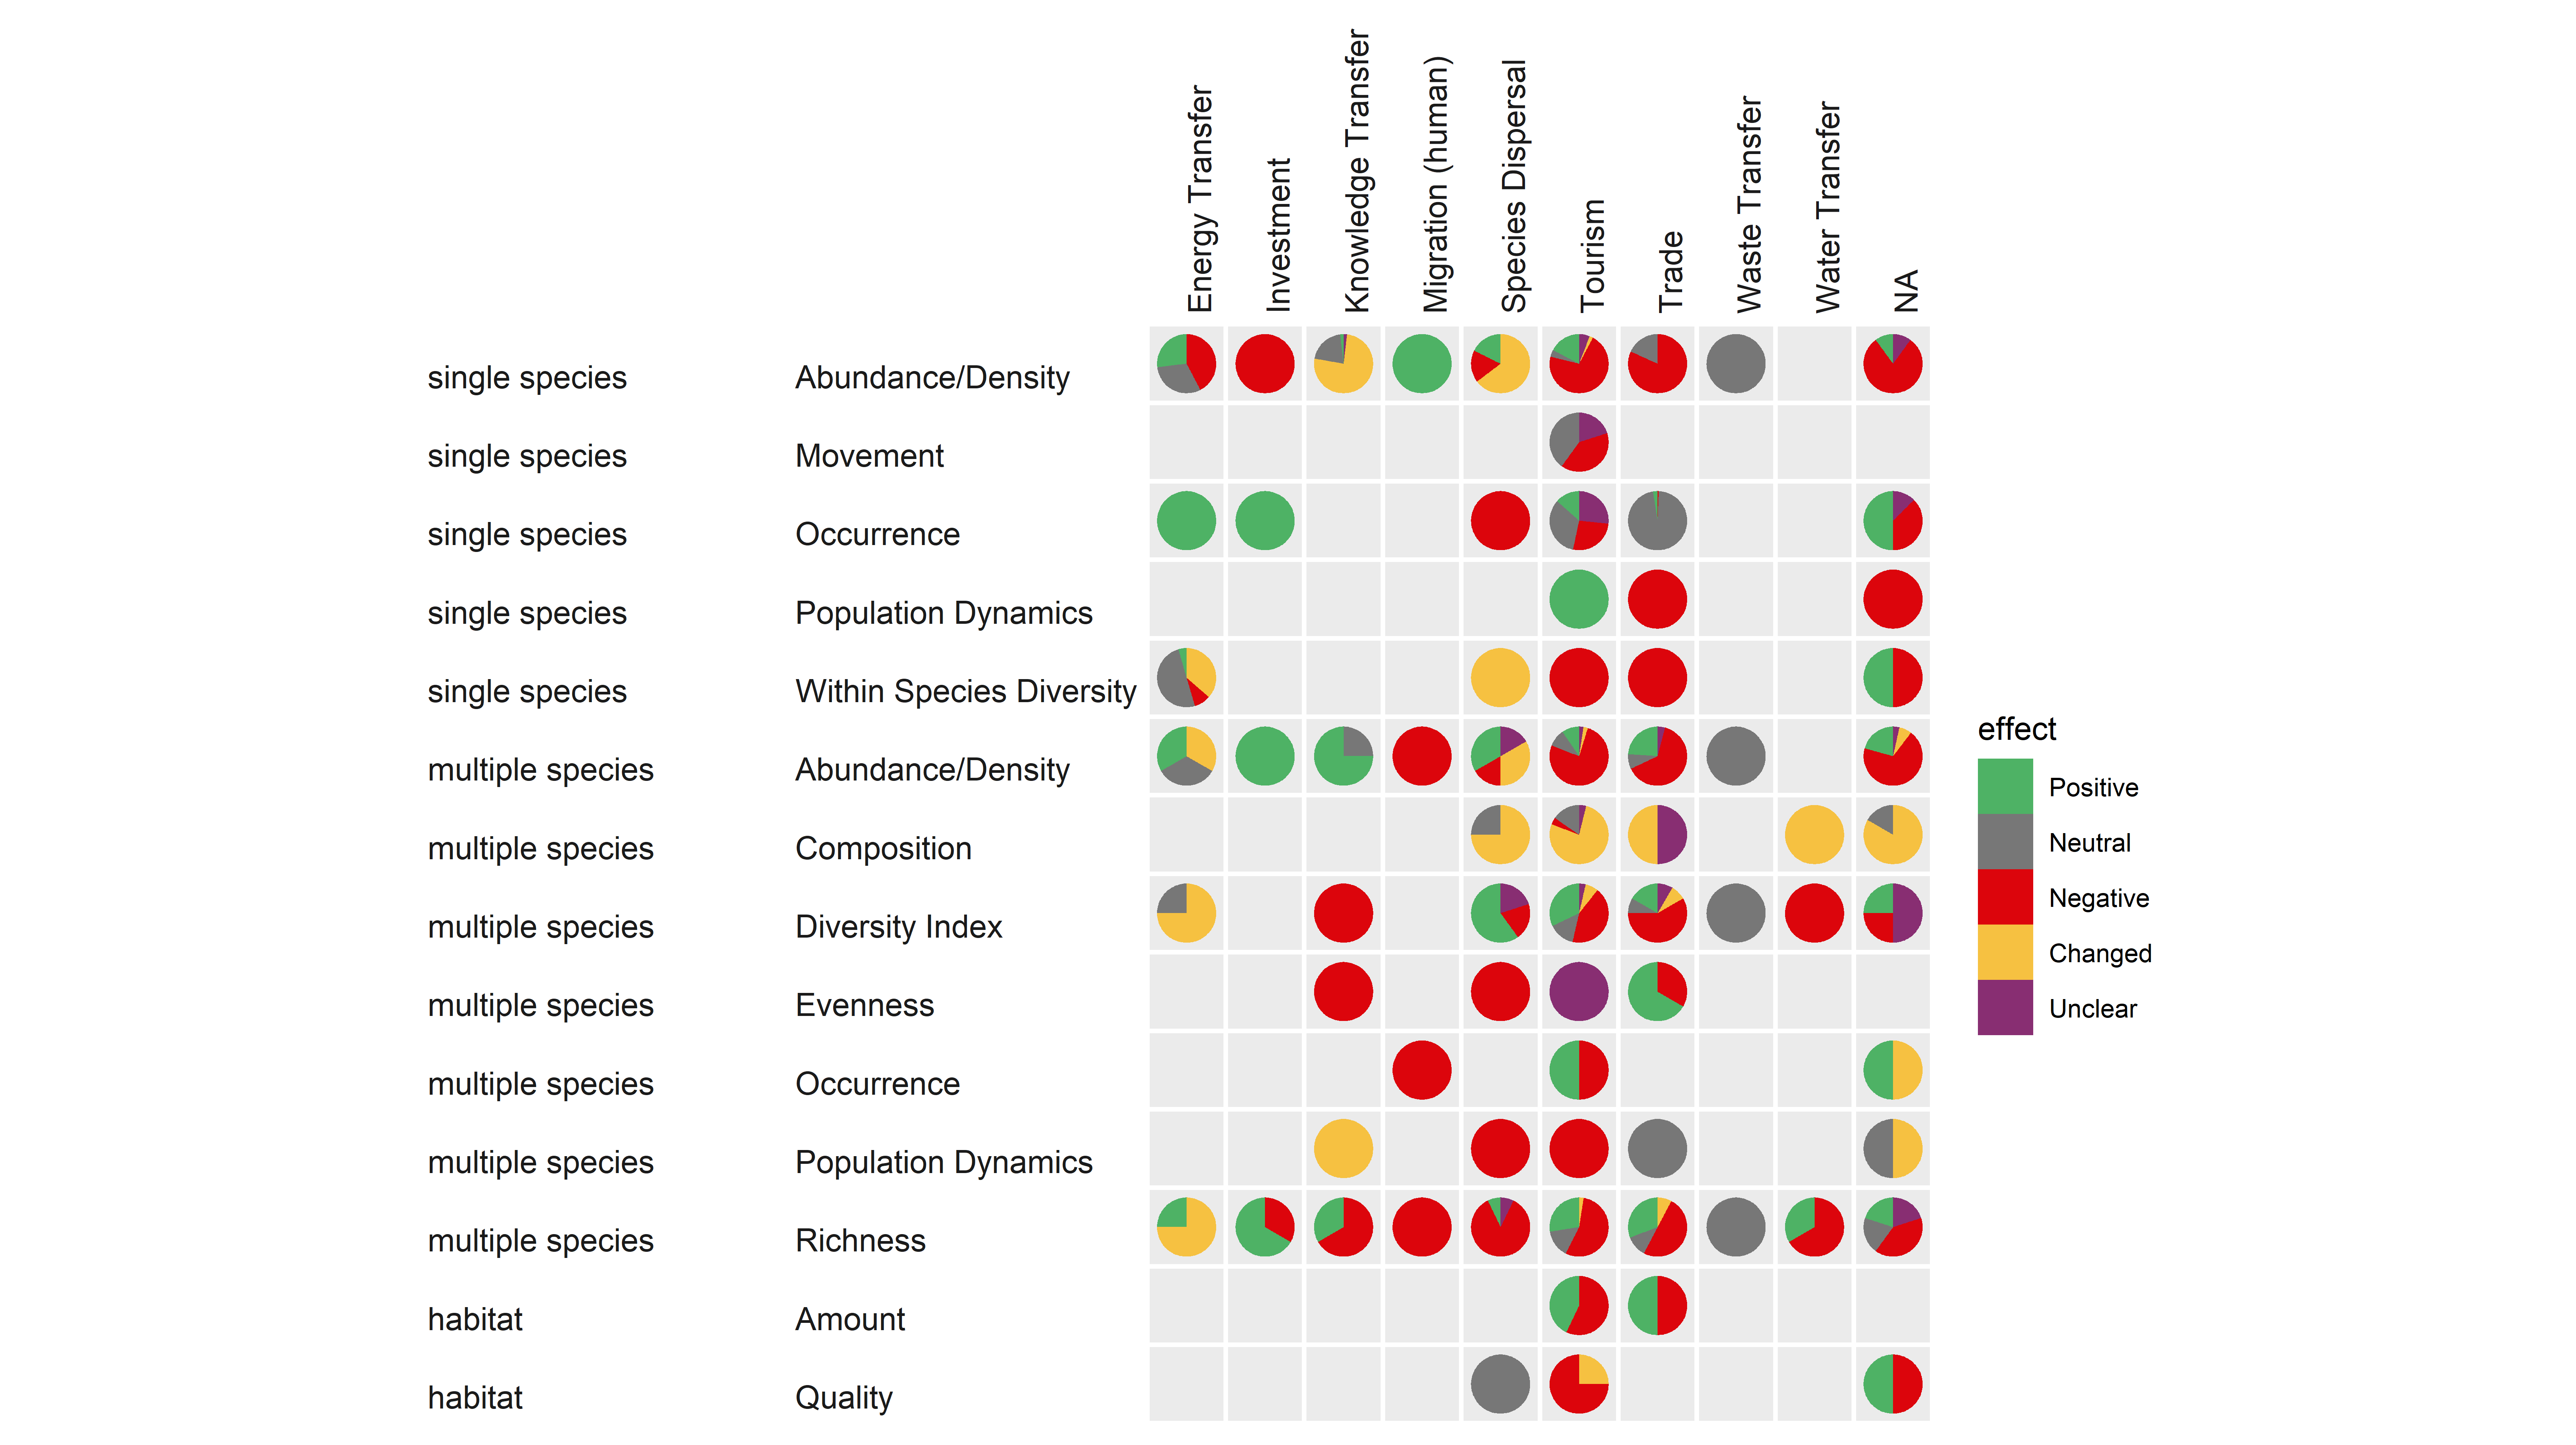 Energy Transfer
Investment
Knowledge Transfer
Migration (human)
Species Dispersal
Tourism
Trade
Waste Transfer
Water Transfer
NA
single species Abundance/Density
single species Movement
single species Occurrence
single species Population Dynamics
single species Within Species Diversity
multiple species Abundance/Density
multiple species Composition
multiple species Diversity Index
multiple species Evenness
multiple species Occurrence
multiple species Population Dynamics
multiple species Richness
habitat Amount
habitat Quality
effect
Positive
Neutral
Negative
Changed
Unclear